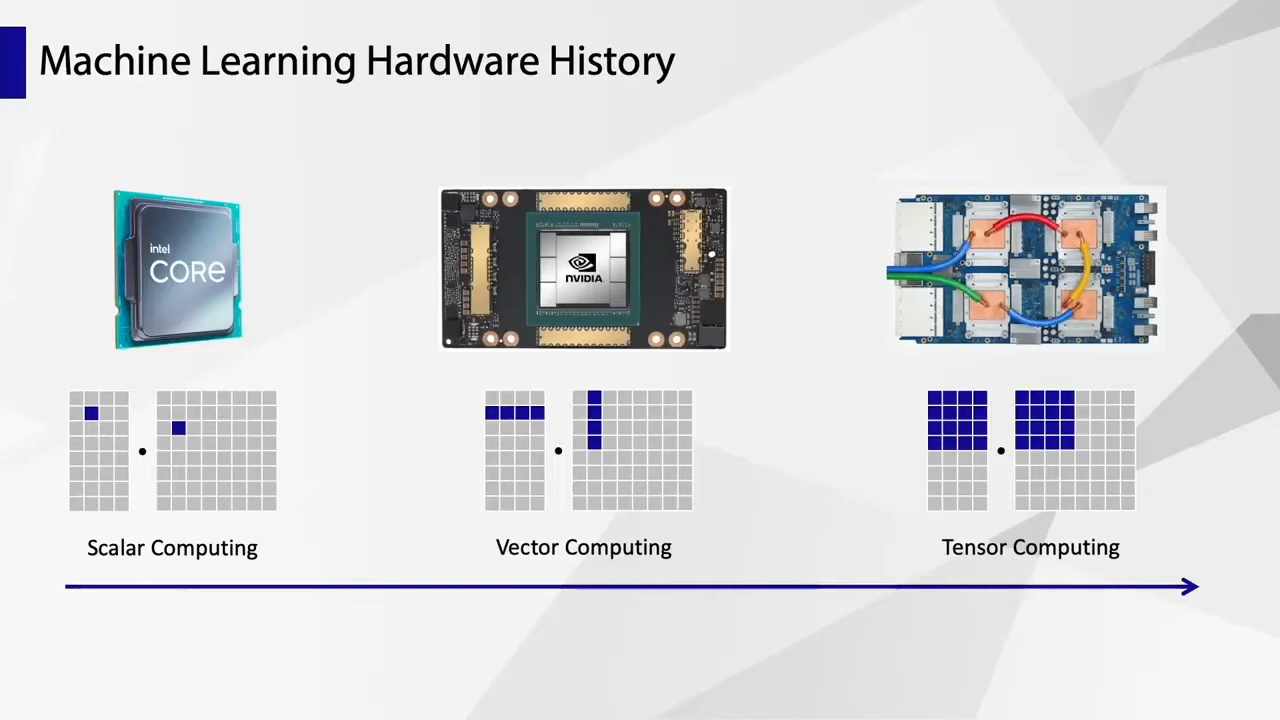 Machine Learning Hardware History
intel
CORE
NVIDIA
Scalar Computing
Vector Computing
Tensor Computing